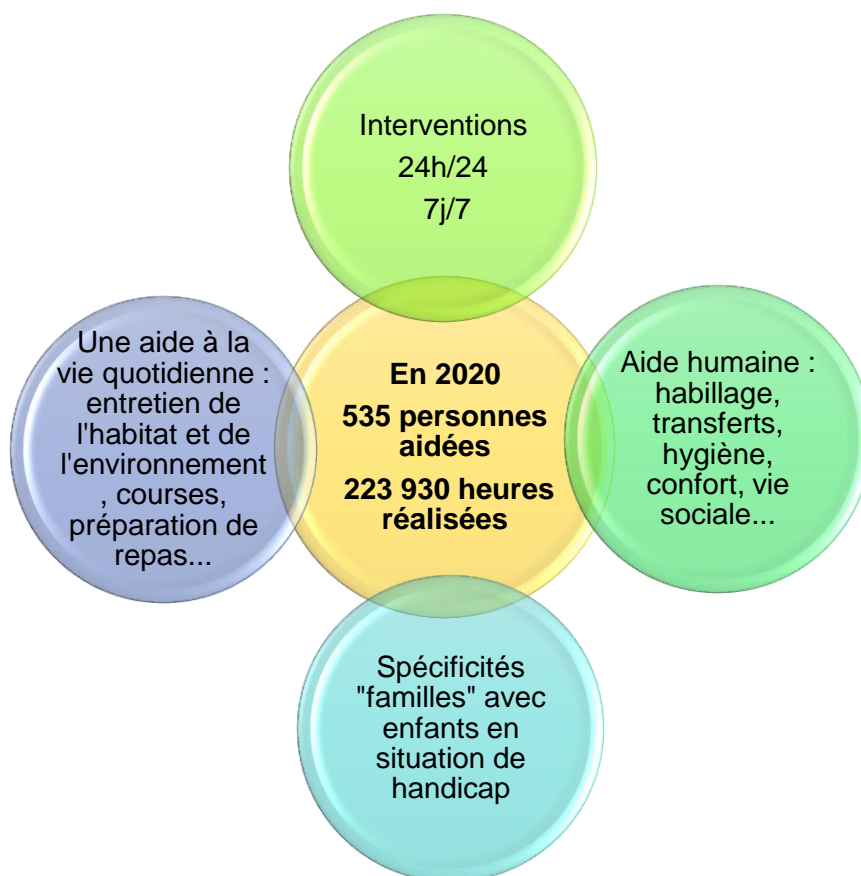 Interventions
24h/24
7j/7
Une aide à la
vie quotidienne :
entretien de
l'habitat et de
l'environnement
, courses,
préparation de
repas...
En 2020
535 personnes
aidées
223 930 heures
réalisées
Aide humaine :
habillage,
transferts,
hygiène,
confort, vie
sociale...
Spécificités
"familles" avec
enfants en
situation de
handicap